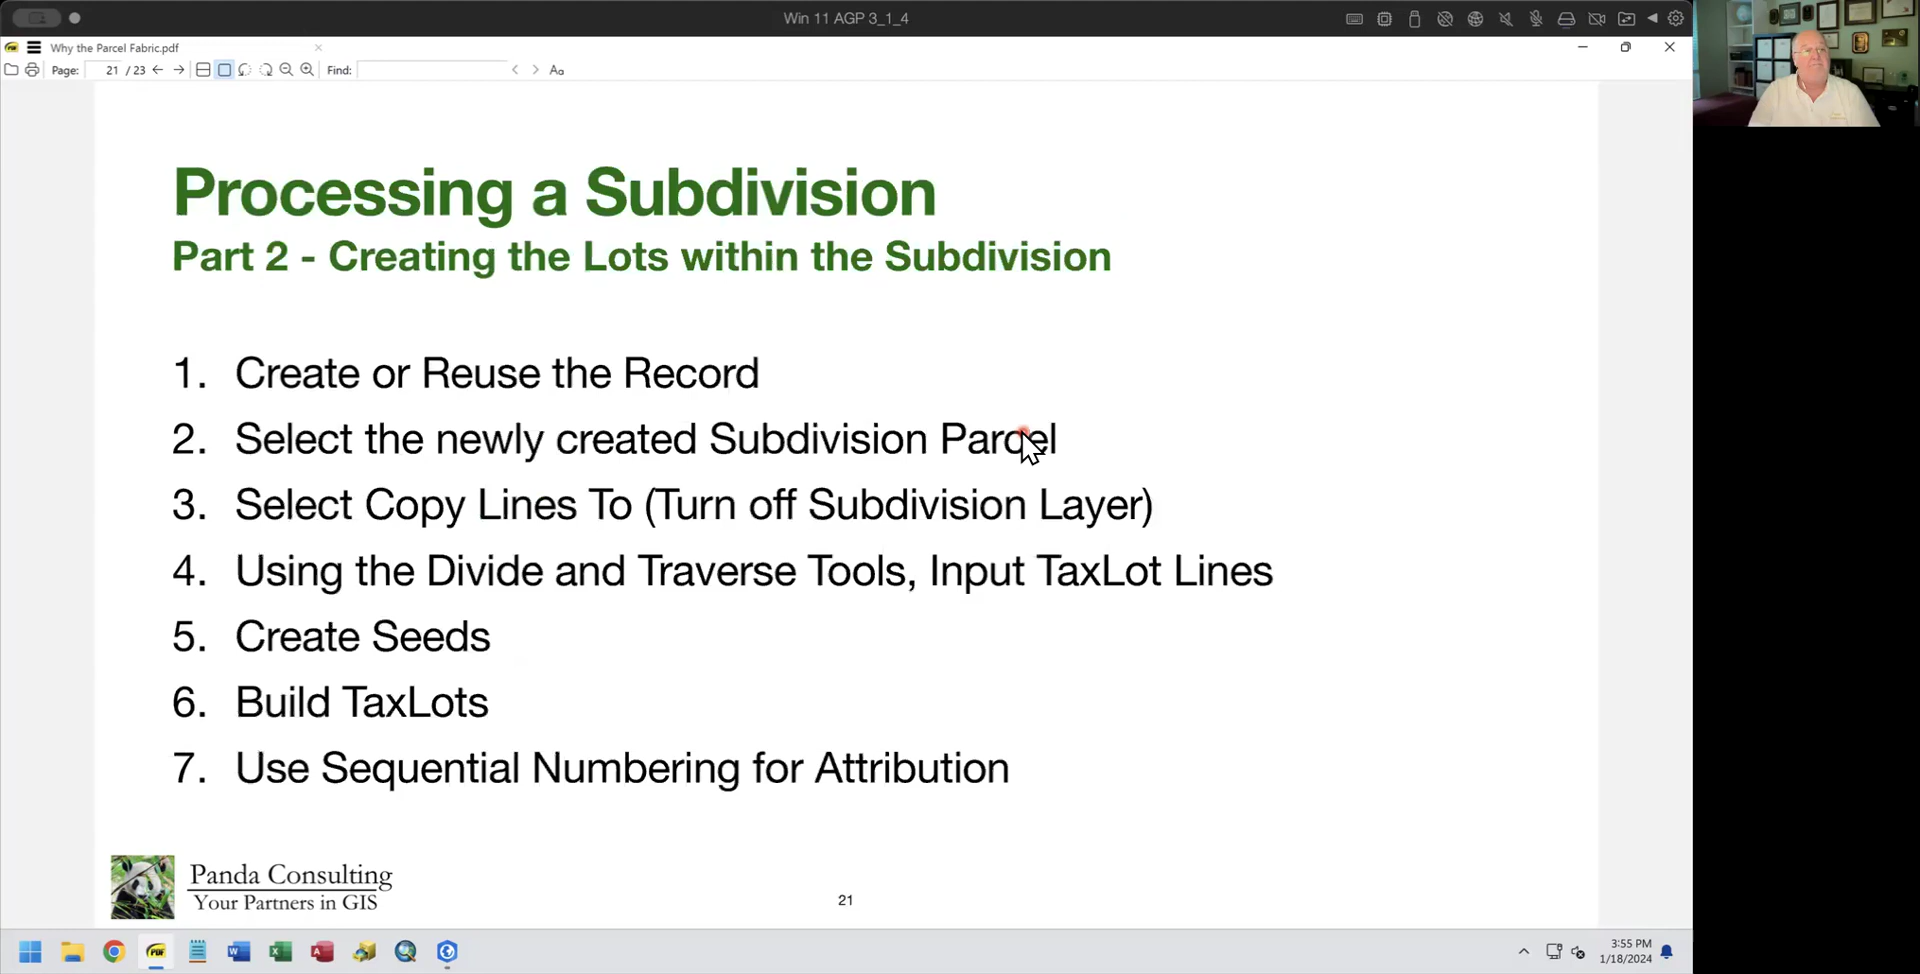 Win 11 AGP 3_1_4
Why the Parcel Fabric.pdf
Page: 21 / 23 Find: Aa
Processing a Subdivision
Part 2 - Creating the Lots within the Subdivision
1. Create or Reuse the Record
2. Select the newly created Subdivision Parcel
3. Select Copy Lines To (Turn off Subdivision Layer)
4. Using the Divide and Traverse Tools, Input TaxLot Lines
5. Create Seeds
6. Build TaxLots
7. Use Sequential Numbering for Attribution
Panda Consulting
Your Partners in GIS
21
PDF
3:55 PM
1/18/2024